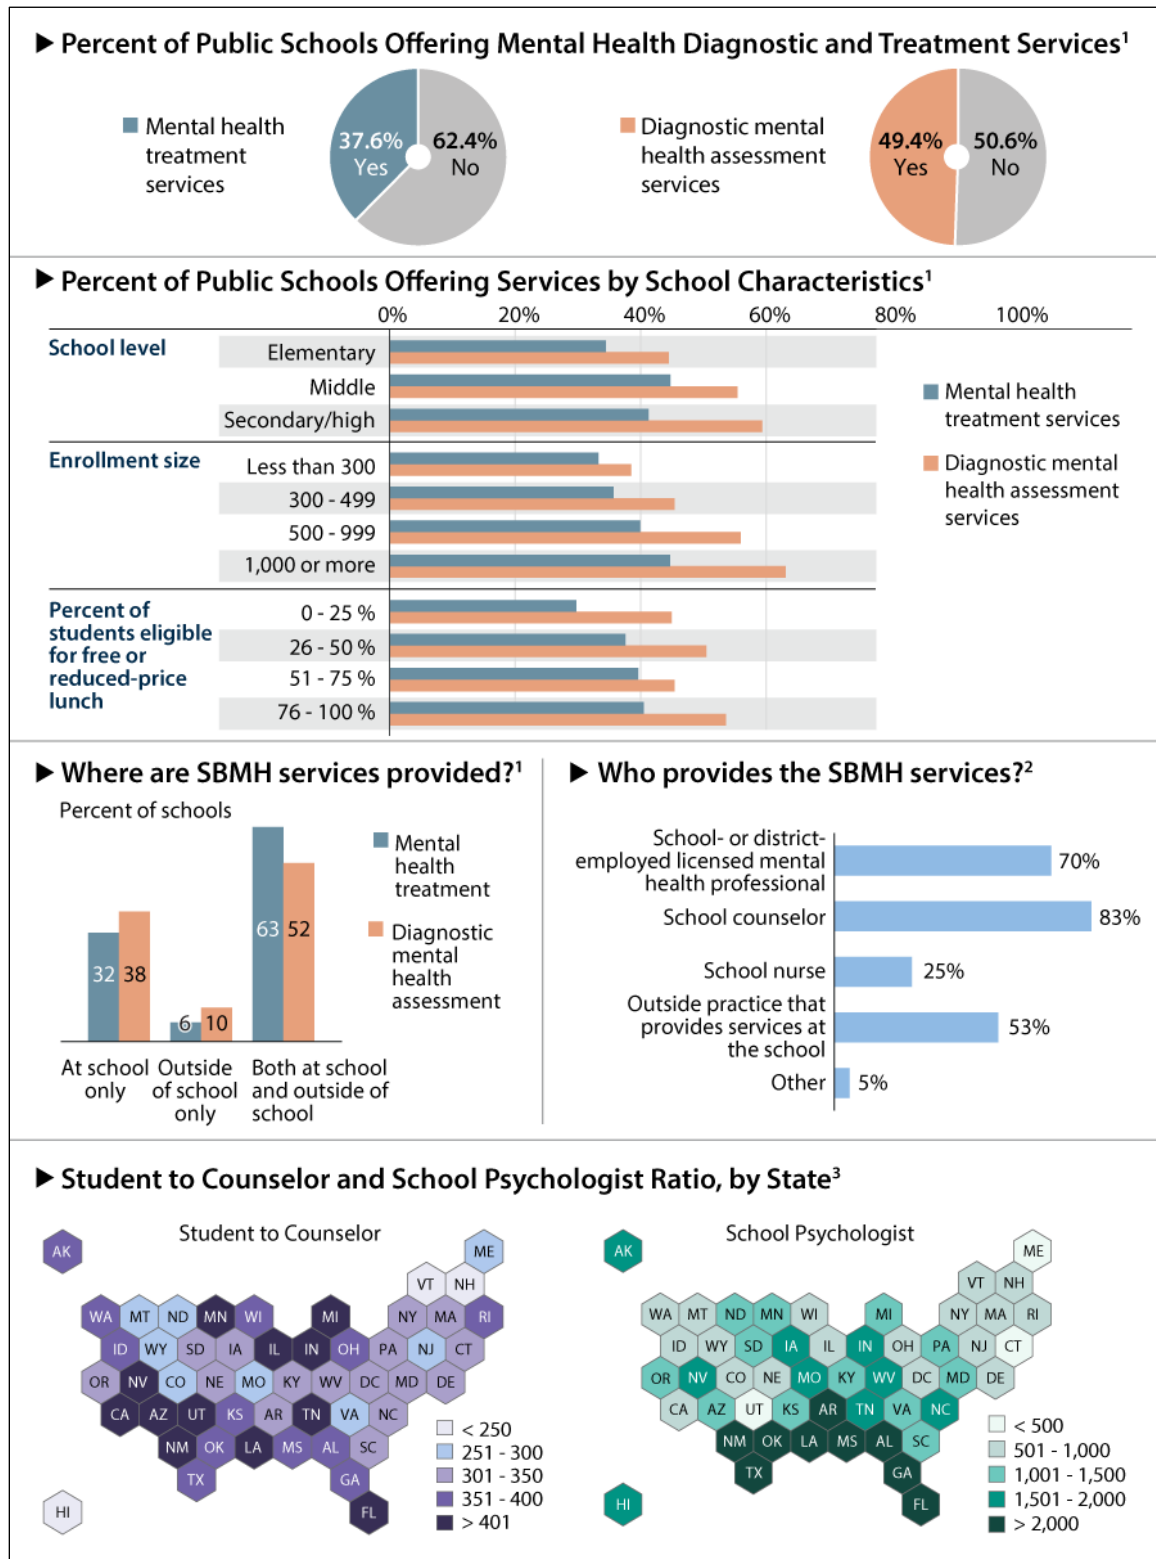 ▶ Percent of Public Schools Offering Mental Health Diagnostic and Treatment Services¹
Mental health
treatment
services
37.6%
Yes
62.4%
No
Diagnostic mental
health assessment
services
49.4%
Yes
50.6%
No
▶ Percent of Public Schools Offering Services by School Characteristics¹
0% 20% 40% 60% 80% 100%
School level
Elementary
Middle
Secondary/high
Enrollment size
Less than 300
300 - 499
500 - 999
1,000 or more
Percent of
students eligible
for free or
reduced-price
lunch
0 - 25 %
26 - 50 %
51 - 75 %
76 - 100 %
Mental health
treatment services
Diagnostic mental
health assessment
services
▶ Where are SBMH services provided?¹
Percent of schools
Mental
health
treatment
Diagnostic
mental
health
assessment
32 38
6 10
63 52
At school
only
Outside
of school
only
Both at school
and outside of
school
▶ Who provides the SBMH services?²
School- or district-
employed licensed mental
health professional
70%
School counselor
83%
School nurse
25%
Outside practice that
provides services at
the school
53%
Other
5%
▶ Student to Counselor and School Psychologist Ratio, by State³
Student to Counselor
AK ME
VT NH
WA MT ND MN WI MI NY MA RI
ID WY SD IA IL IN OH PA NJ CT
OR NV CO NE MO KY WV DC MD DE
CA AZ UT KS AR TN VA NC
NM OK LA MS AL SC
TX GA
HI FL
< 250
251 - 300
301 - 350
351 - 400
> 401
School Psychologist
AK ME
VT NH
WA MT ND MN WI MI NY MA RI
ID WY SD IA IL IN OH PA NJ CT
OR NV CO NE MO KY WV DC MD DE
CA AZ UT KS AR TN VA NC
NM OK LA MS AL SC
TX GA
HI FL
< 500
501 - 1,000
1,001 - 1,500
1,501 - 2,000
> 2,000